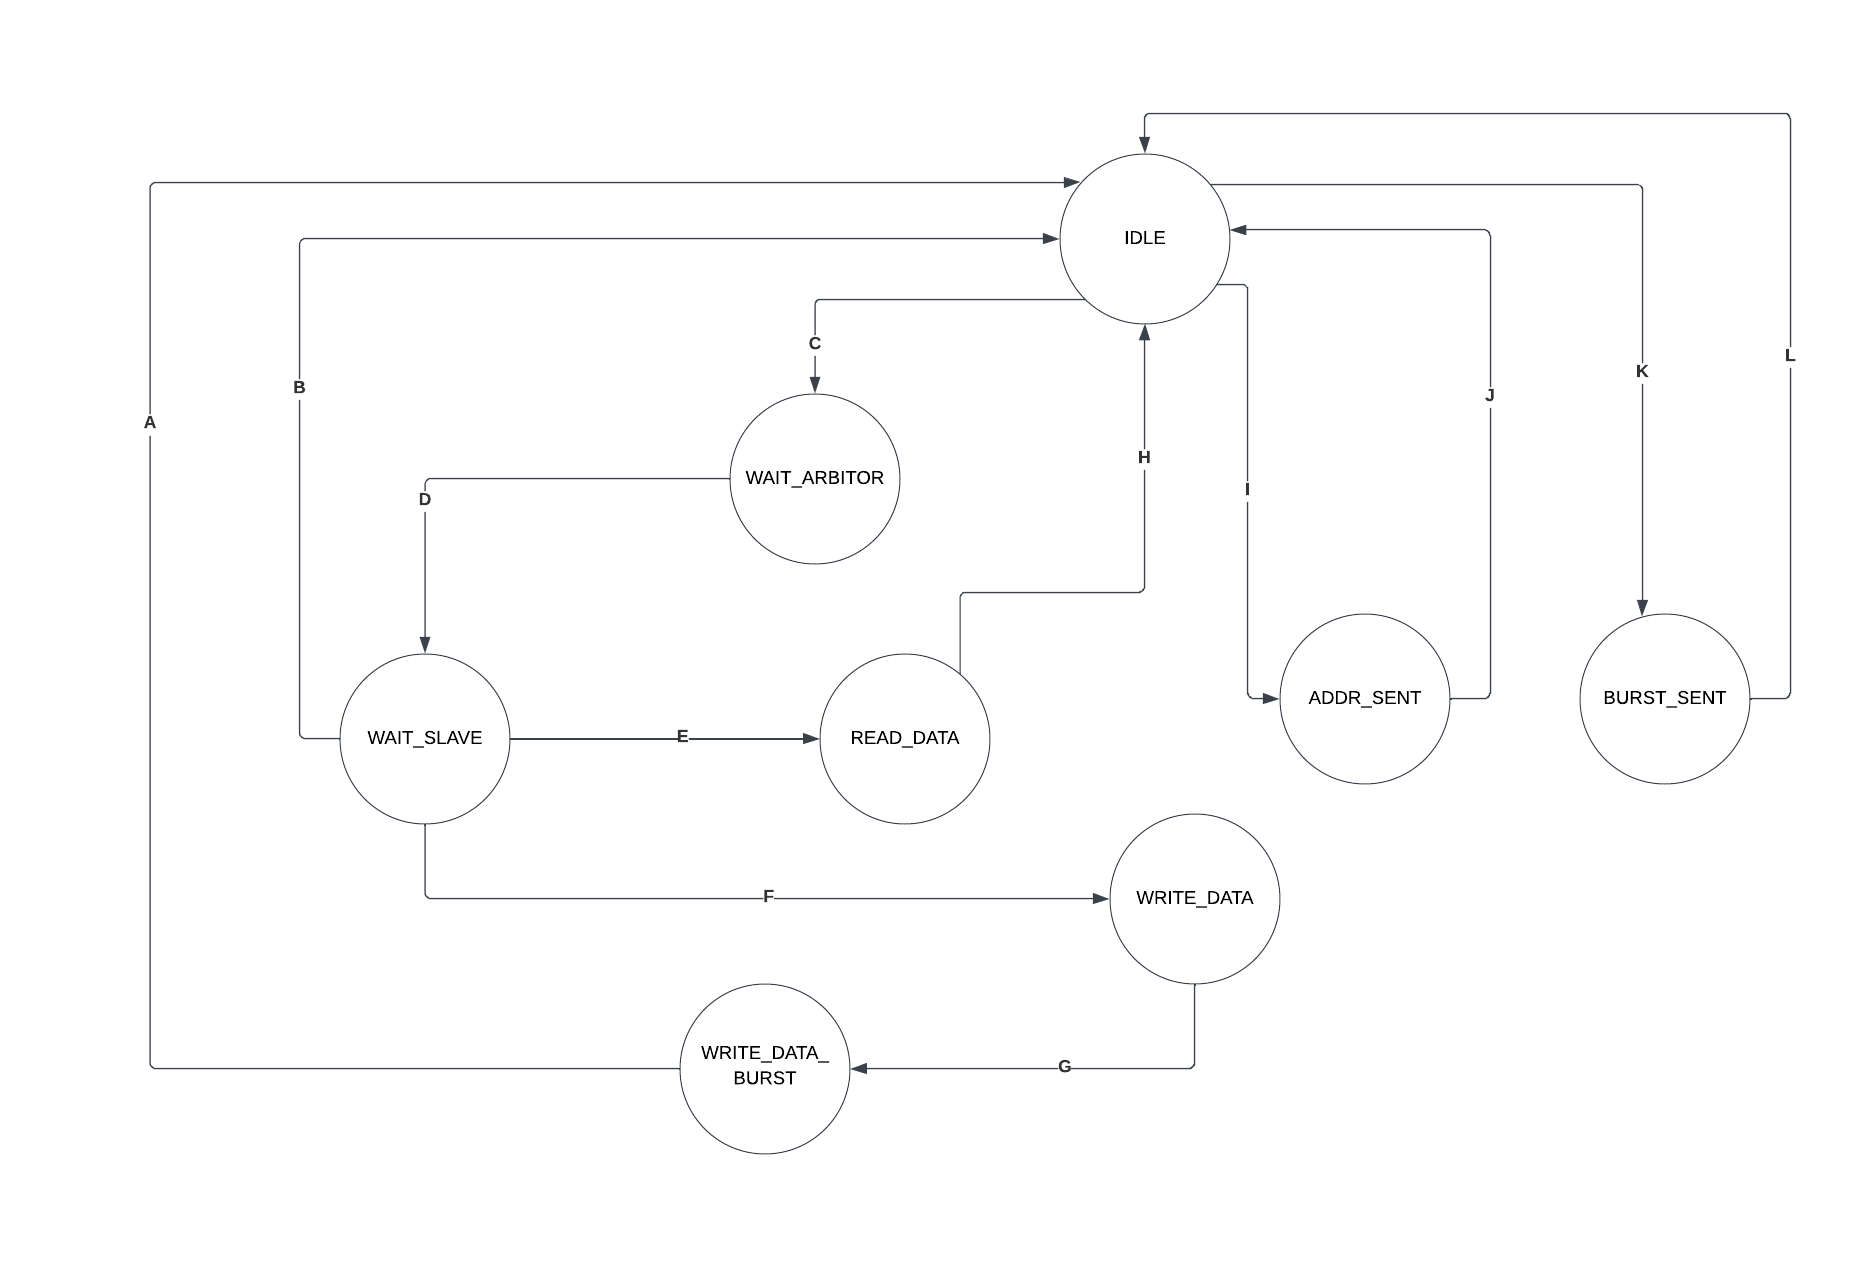 IDLE
C
L
K
B
J
A
H
WAIT_ARBITOR
I
D
ADDR_SENT
BURST_SENT
WAIT_SLAVE
E
READ_DATA
F
WRITE_DATA
WRITE_DATA_
BURST
G